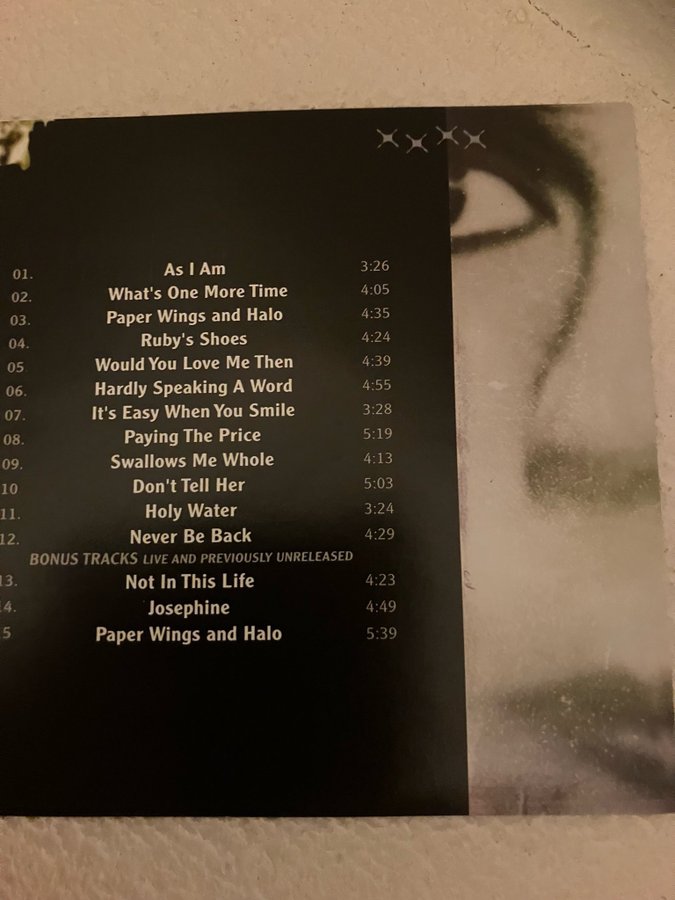 01. As I Am 3:26
02. What's One More Time 4:05
03. Paper Wings and Halo 4:35
04. Ruby's Shoes 4:24
05 Would You Love Me Then 4:39
06. Hardly Speaking A Word 4:55
07. It's Easy When You Smile 3:28
08. Paying The Price 5:19
09. Swallows Me Whole 4:13
10 Don't Tell Her 5:03
11. Holy Water 3:24
12. Never Be Back 4:29
BONUS TRACKS LIVE AND PREVIOUSLY UNRELEASED
13. Not In This Life 4:23
4. Josephine 4:49
5 Paper Wings and Halo 5:39